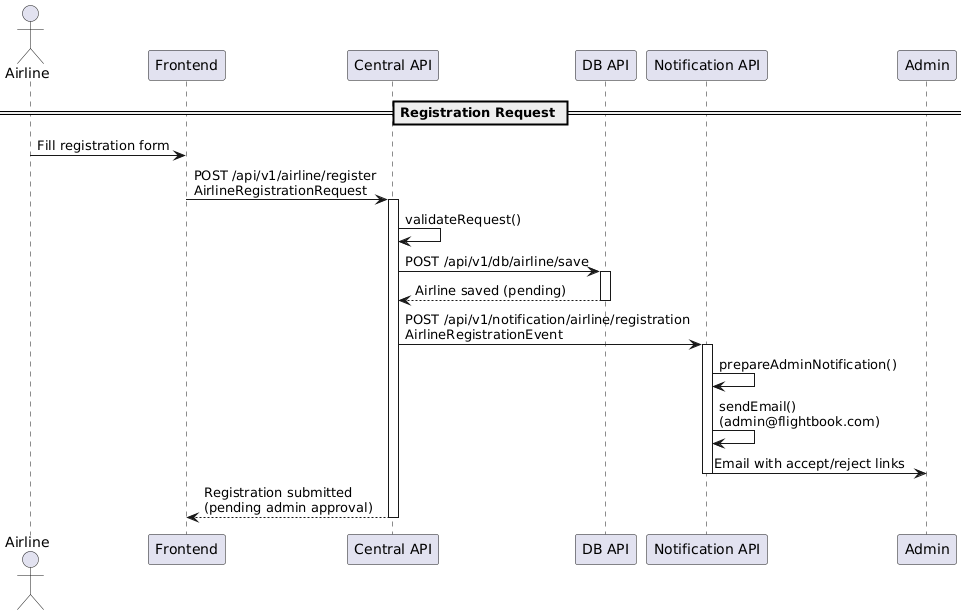 Airline
Frontend
Central API
DB API
Notification API
Admin
Registration Request
Fill registration form
POST /api/v1/airline/register
AirlineRegistrationRequest
validateRequest()
POST /api/v1/db/airline/save
Airline saved (pending)
POST /api/v1/notification/airline/registration
AirlineRegistrationEvent
prepareAdminNotification()
sendEmail()
(admin@flightbook.com)
Email with accept/reject links
Registration submitted
(pending admin approval)
Airline
Frontend
Central API
DB API
Notification API
Admin